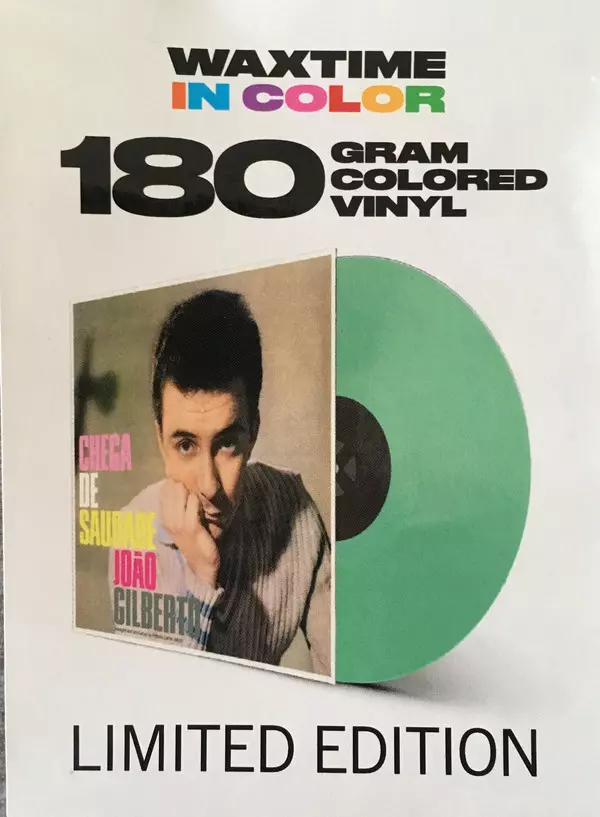 WAXTIME
IN COLOR
180
GRAM
COLORED
VINYL
CHEGA
DE
SAUDADE
JOÃO
GILBERTO
LIMITED EDITION